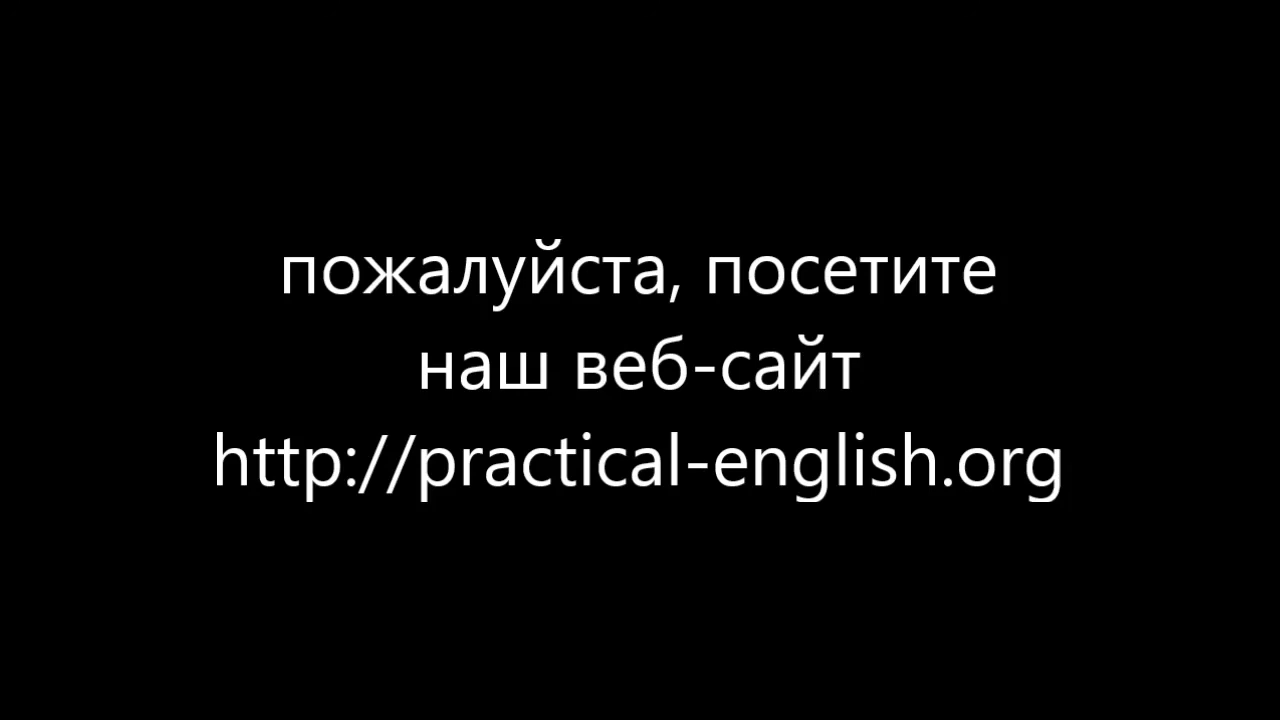 пожалуйста, посетите
наш веб-сайт
http://practical-english.org